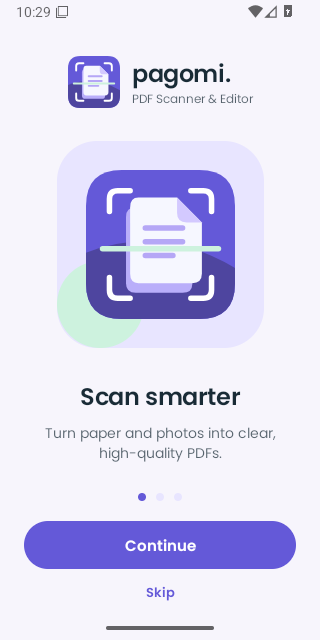 10:29
pagomi.
PDF Scanner & Editor
Scan smarter
Turn paper and photos into clear,
high-quality PDFs.
Continue
Skip